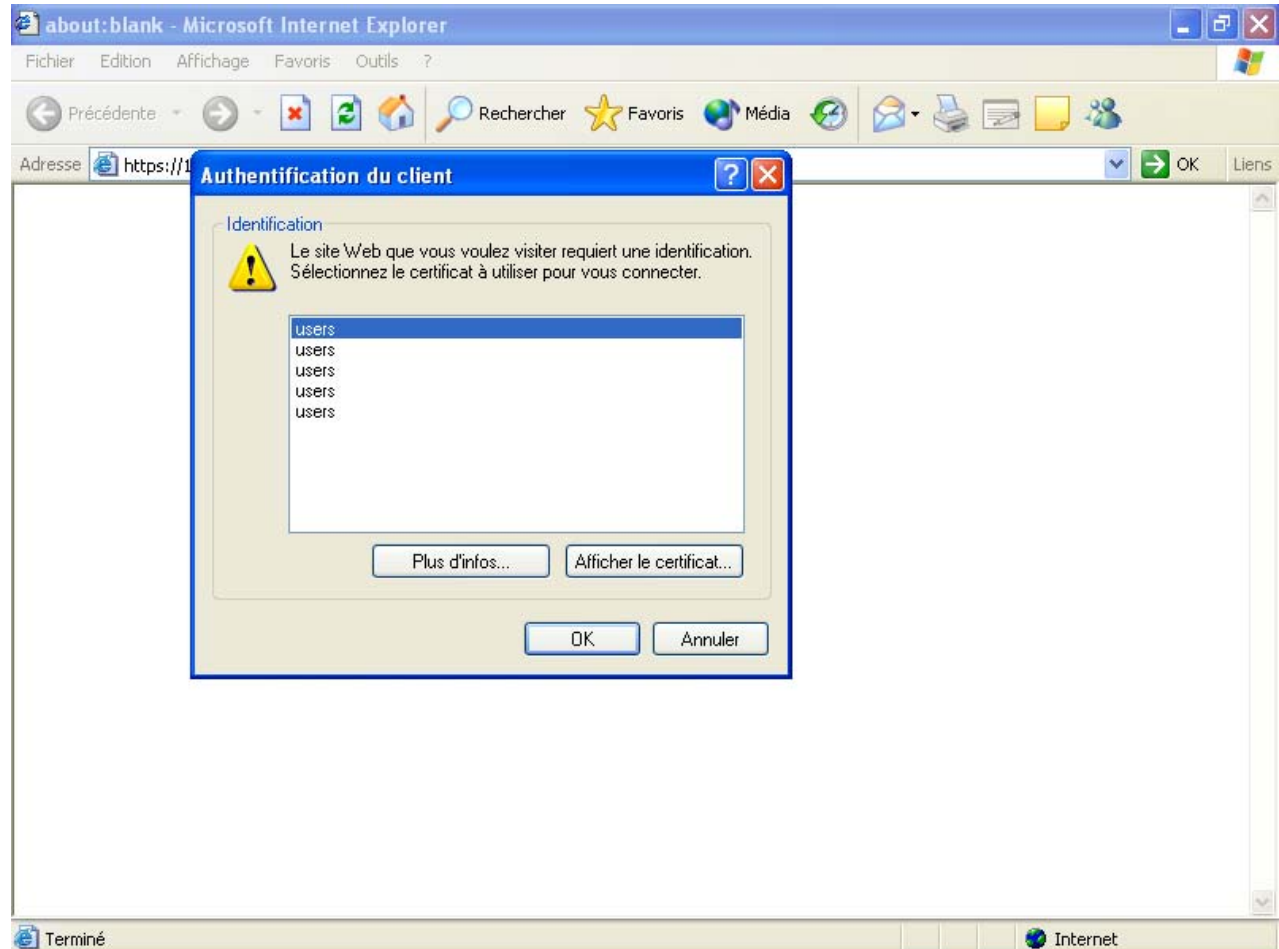 about:blank - Microsoft Internet Explorer
Fichier Edition Affichage Favoris Outils ?
Précédente Rechercher Favoris Média
Adresse https://1 OK Liens
Authentification du client
Identification
Le site Web que vous voulez visiter requiert une identification.
Sélectionnez le certificat à utiliser pour vous connecter.
users
users
users
users
users
Plus d'infos... Afficher le certificat...
OK Annuler
Terminé Internet